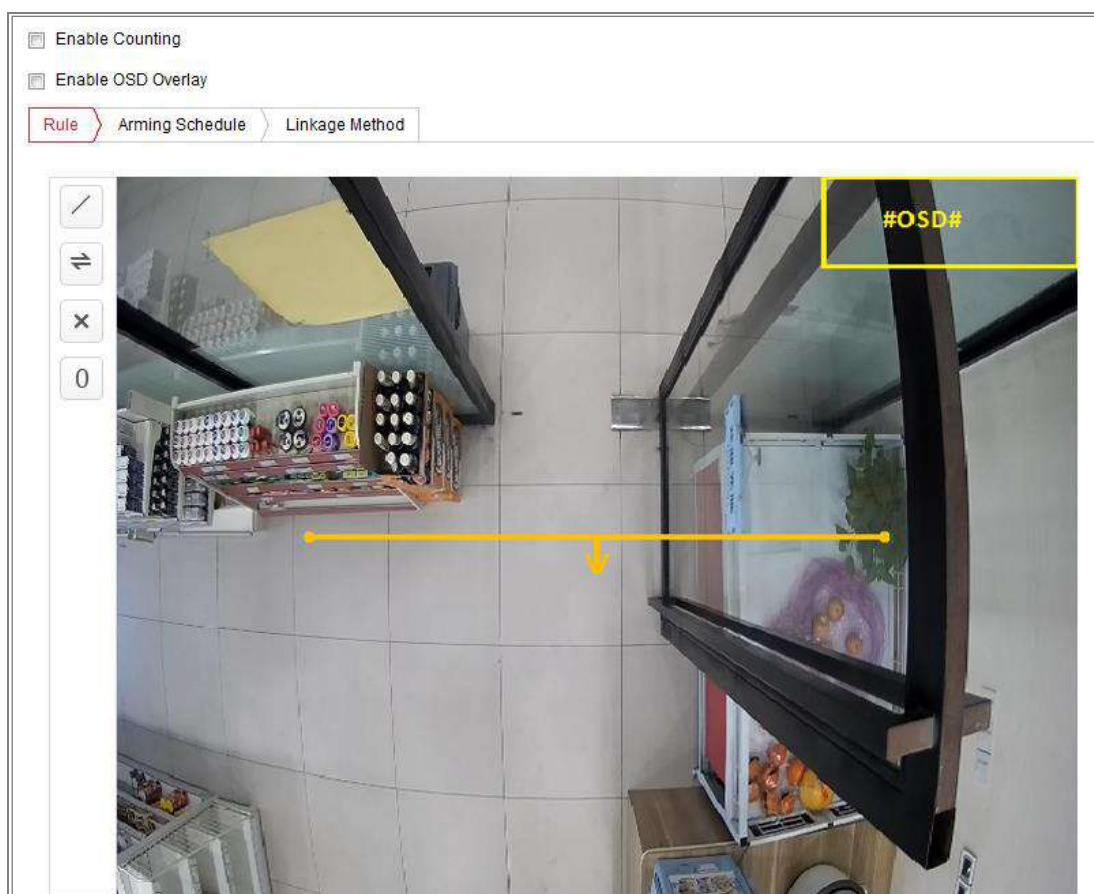 Enable Counting
Enable OSD Overlay
Rule Arming Schedule Linkage Method
#OSD#
0